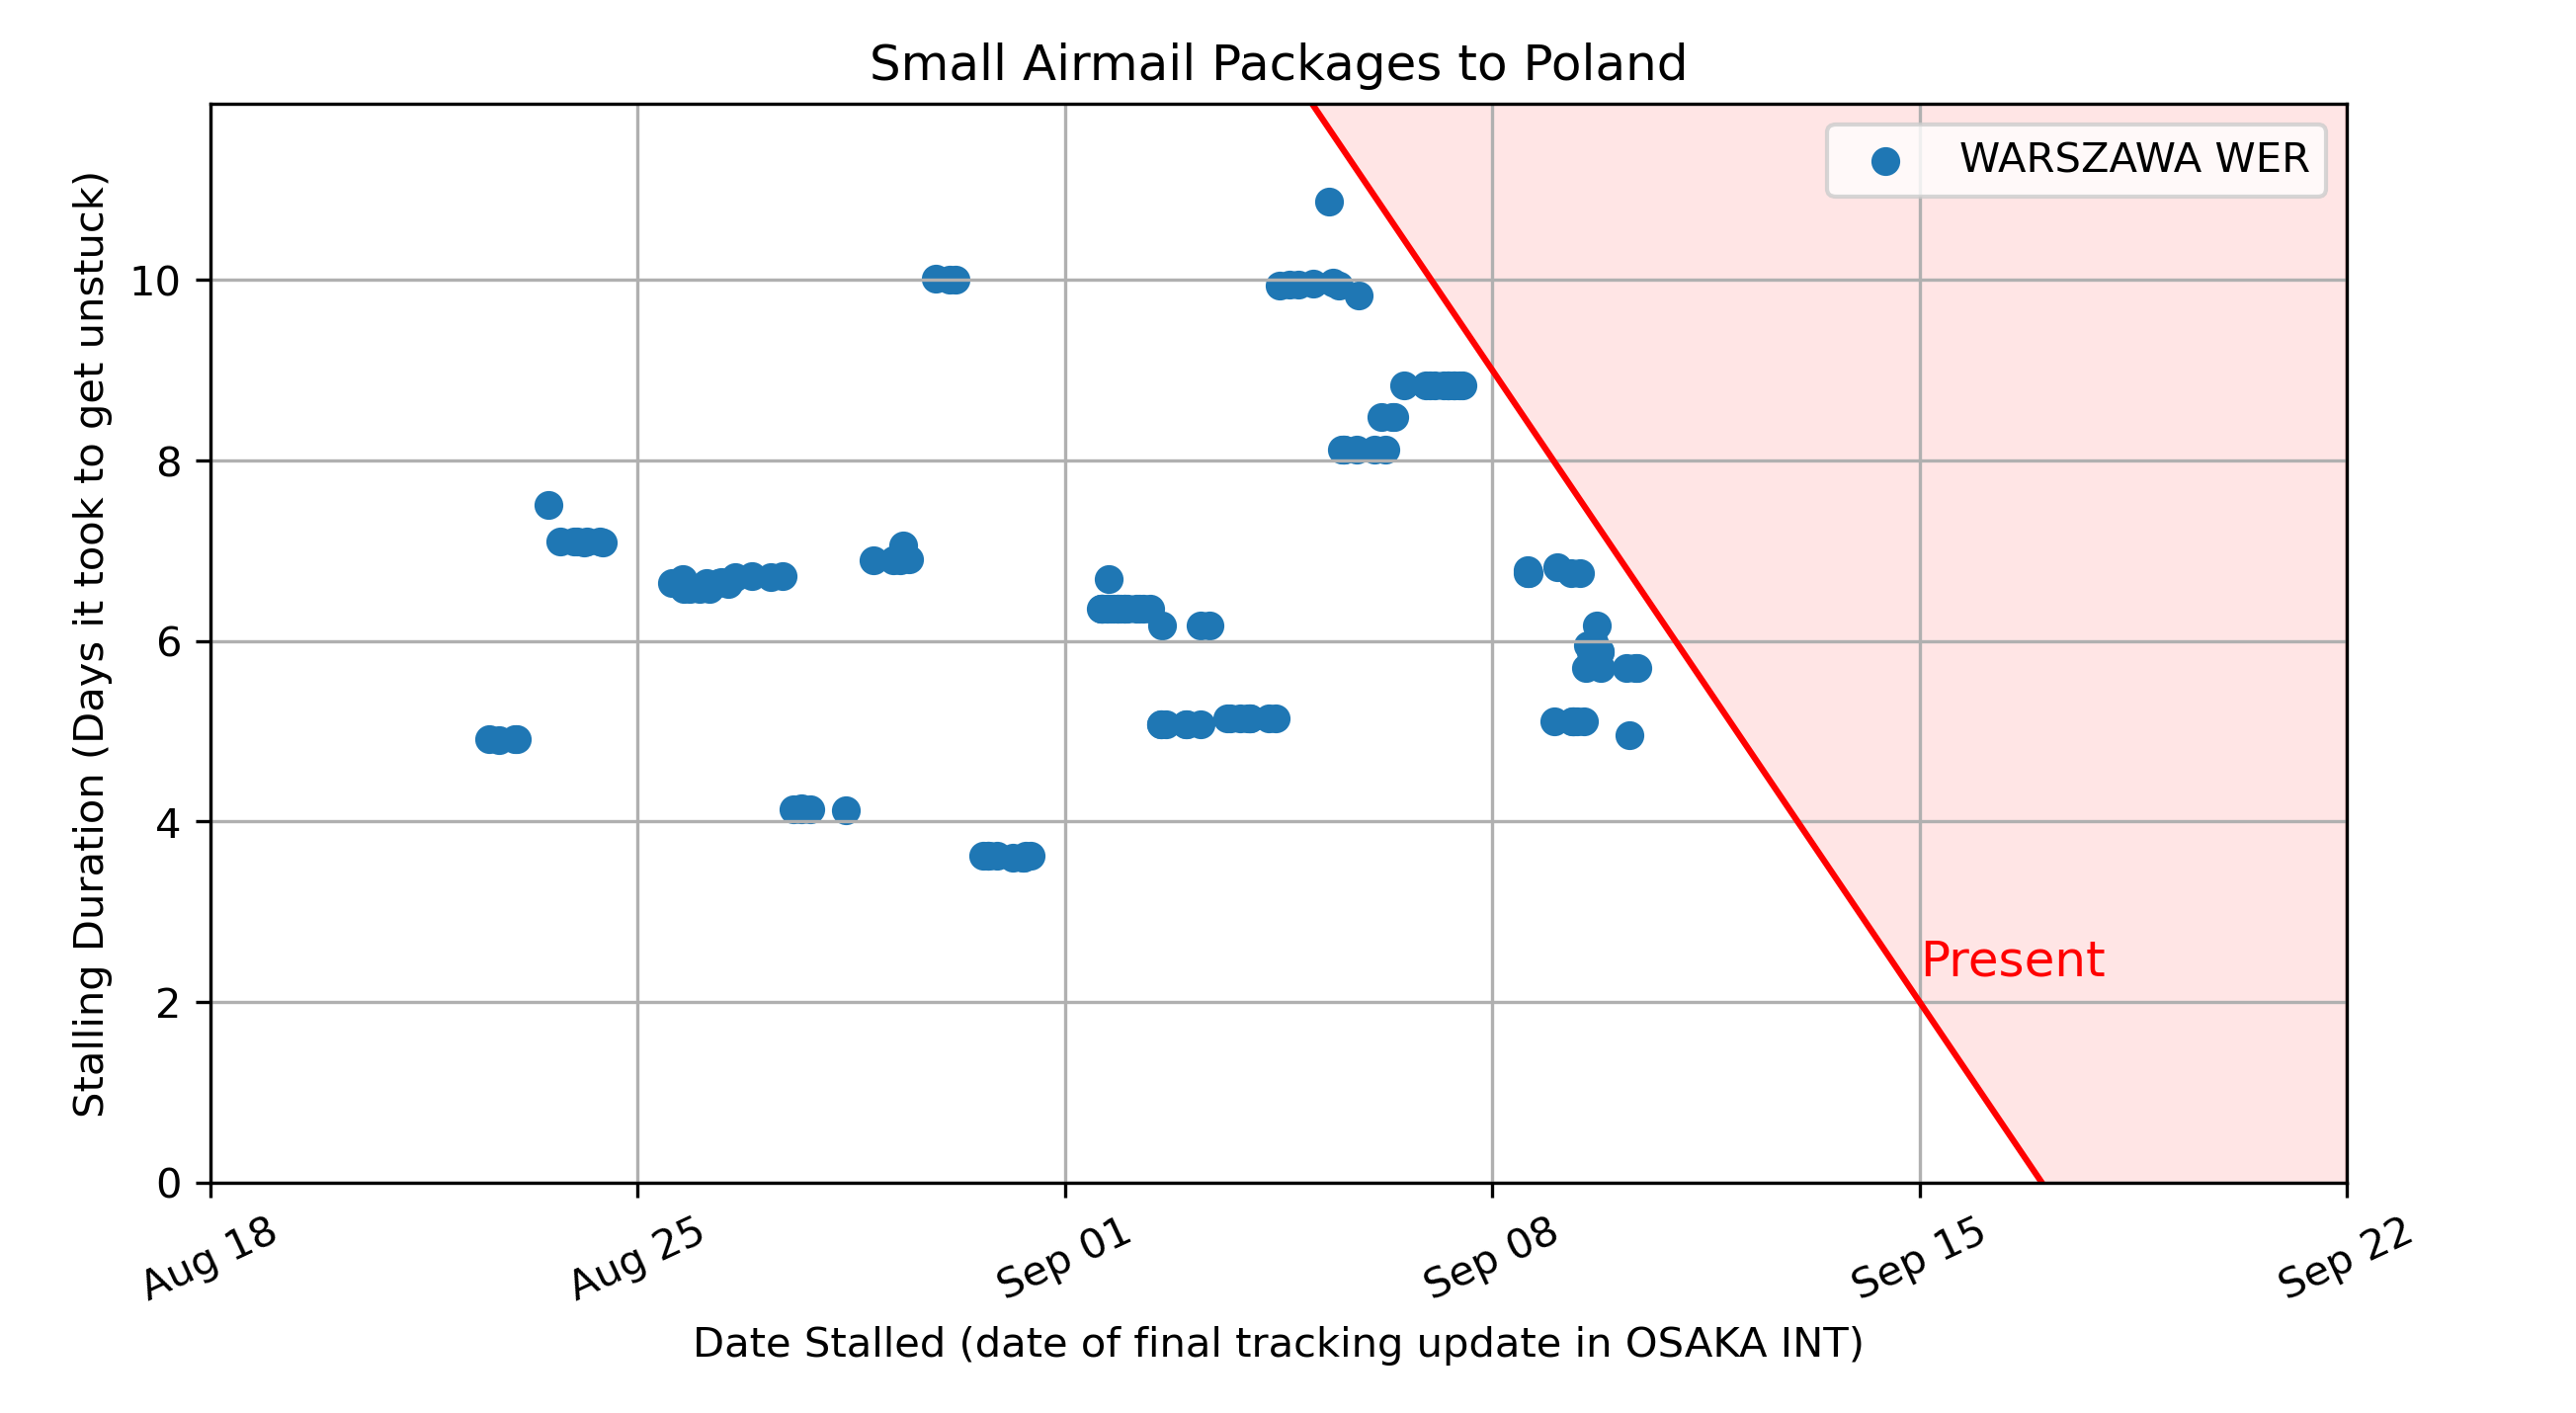 Small Airmail Packages to Poland
WARSZAWA WER
Stalling Duration (Days it took to get unstuck)
10
8
6
4
2
0
Present
Aug 18
Aug 25
Sep 01
Sep 08
Sep 15
Sep 22
Date Stalled (date of final tracking update in OSAKA INT)